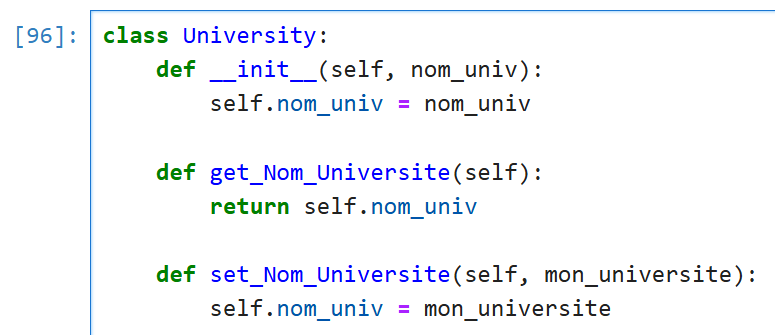 [96]: class University:
    def __init__(self, nom_univ):
        self.nom_univ = nom_univ

    def get_Nom_Universite(self):
        return self.nom_univ

    def set_Nom_Universite(self, mon_universite):
        self.nom_univ = mon_universite